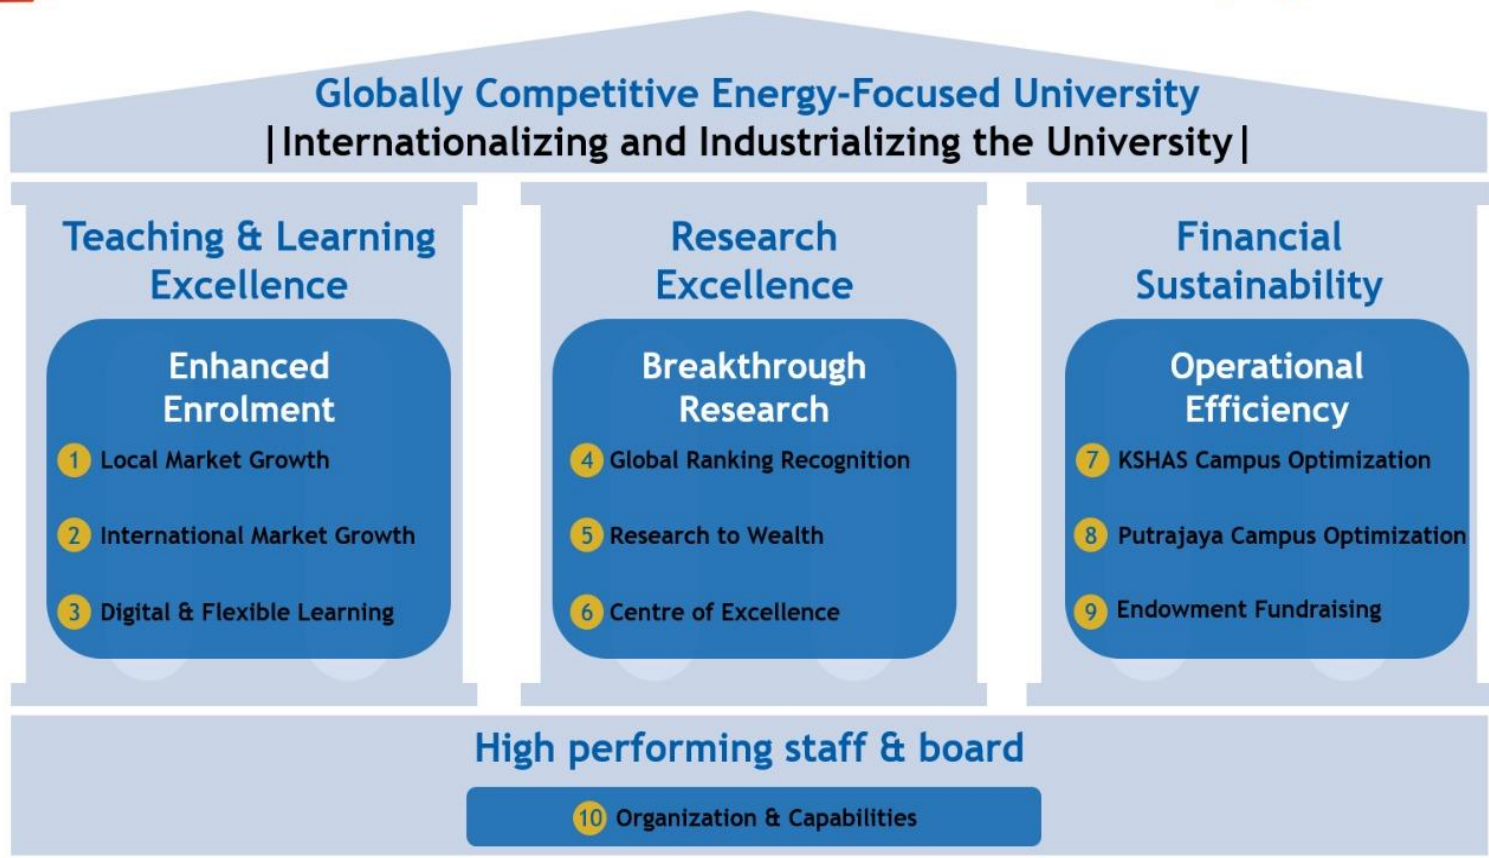 Globally Competitive Energy-Focused University
|Internationalizing and Industrializing the University|
Teaching & Learning
Excellence
Enhanced
Enrolment
1 Local Market Growth
2 International Market Growth
3 Digital & Flexible Learning
Research
Excellence
Breakthrough
Research
4 Global Ranking Recognition
5 Research to Wealth
6 Centre of Excellence
Financial
Sustainability
Operational
Efficiency
7 KSHAS Campus Optimization
8 Putrajaya Campus Optimization
9 Endowment Fundraising
High performing staff & board
10 Organization & Capabilities